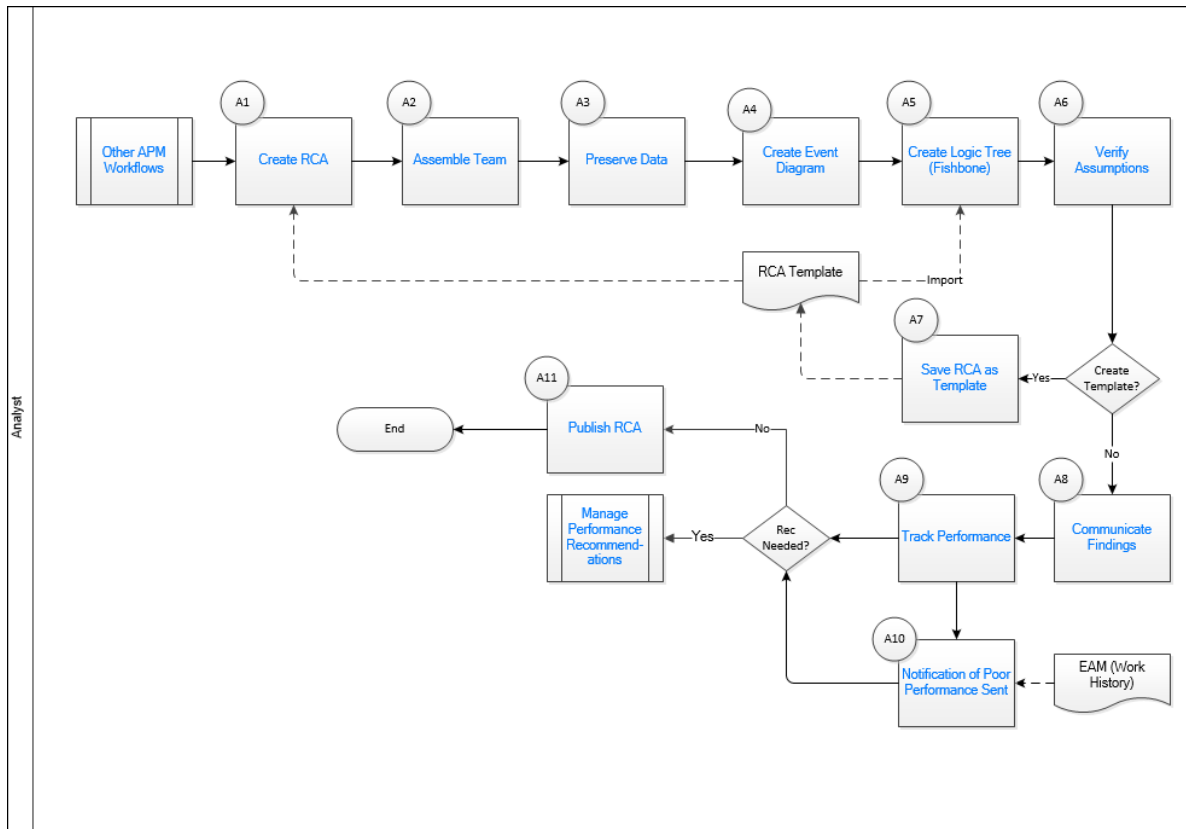 Analyst
A1
A2
A3
A4
A5
A6
Other APM
Workflows
Create RCA
Assemble Team
Preserve Data
Create Event
Diagram
Create Logic Tree
(Fishbone)
Verify
Assumptions
RCA Template
Import
A7
Save RCA as
Template
Yes
Create
Template?
No
A11
Publish RCA
End
No
A9
A8
Manage
Performance
Recommend-
ations
Yes
Rec
Needed?
Track Performance
Communicate
Findings
A10
Notification of Poor
Performance Sent
EAM (Work
History)